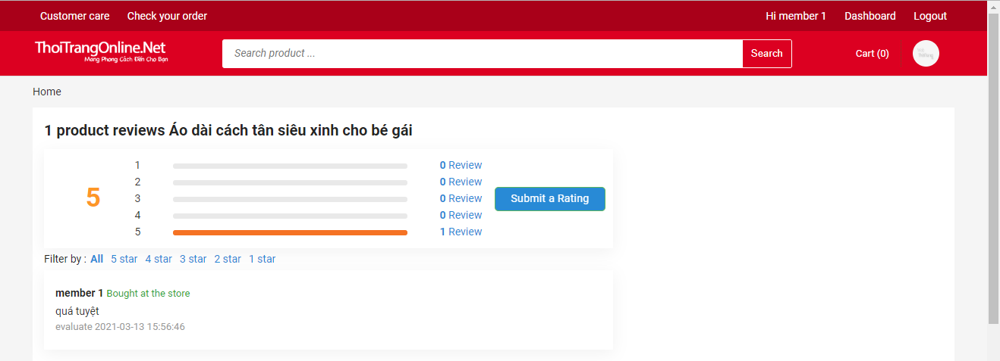 Customer care Check your order Hi member 1 Dashboard Logout
ThoiTrangOnline.Net
Mang Phong Cách Đến Cho Bạn
Search product ... Search Cart (0)
Home
1 product reviews Áo dài cách tân siêu xinh cho bé gái
1 0 Review
2 0 Review
5 3 0 Review Submit a Rating
4 0 Review
5 1 Review
Filter by : All 5 star 4 star 3 star 2 star 1 star
member 1 Bought at the store
quá tuyệt
evaluate 2021-03-13 15:56:46